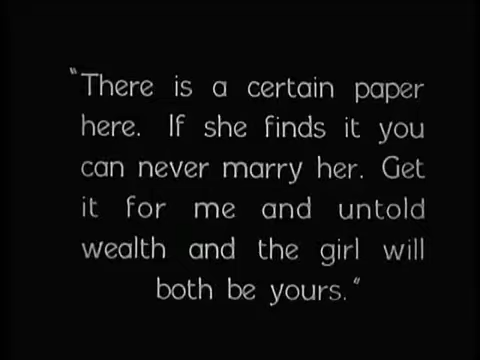 "There is a certain paper
here. If she finds it you
can never marry her. Get
it for me and untold
wealth and the girl will
both be yours."